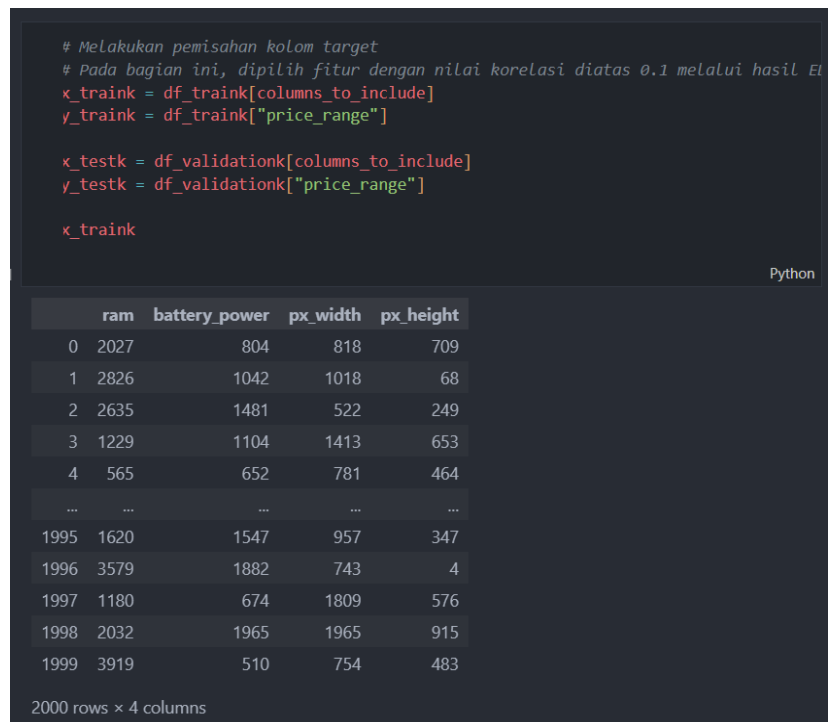 # Melakukan pemisahan kolom target
# Pada bagian ini, dipilih fitur dengan nilai korelasi diatas 0.1 melalui hasil
x_traink = df_traink[columns_to_include]
y_traink = df_traink["price_range"]
x_testk = df_validationk[columns_to_include]
y_testk = df_validationk["price_range"]
x_traink
Python
ram battery_power px_width px_height
0 2027 804 818 709
1 2826 1042 1018 68
2 2635 1481 522 249
3 1229 1104 1413 653
4 565 652 781 464
... ... ... ... ...
1995 1620 1547 957 347
1996 3579 1882 743 4
1997 1180 674 1809 576
1998 2032 1965 1965 915
1999 3919 510 754 483
2000 rows × 4 columns